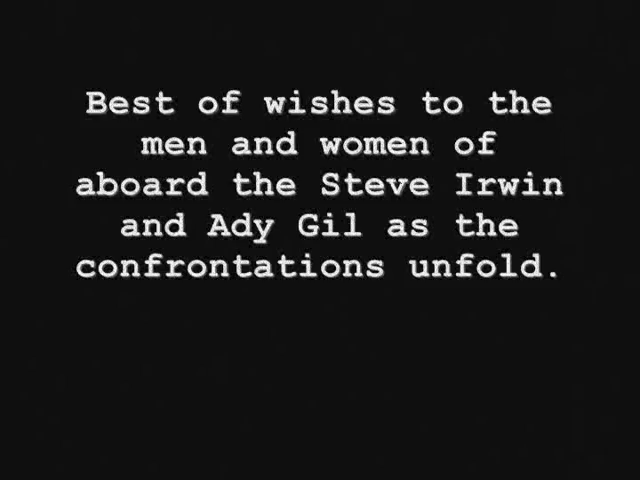 Best of wishes to the
men and women of
aboard the Steve Irwin
and Ady Gil as the
confrontations unfold.